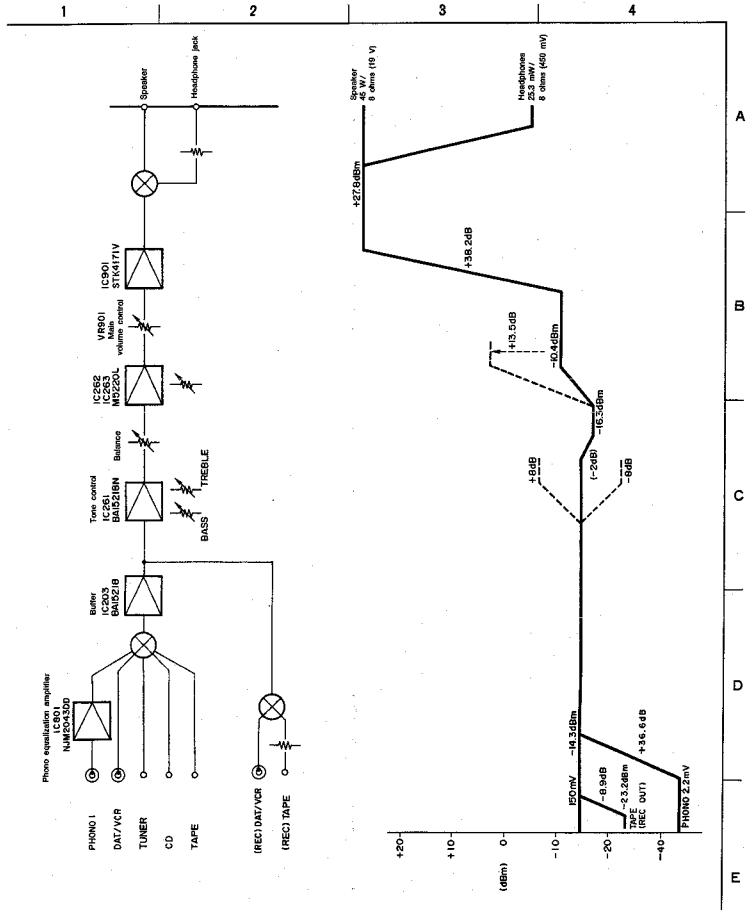 1
2
3
4
A
B
C
D
E
Speaker
Headphone jack
IC901
STK4171V
VR901
Main
volume control
IC262
IC263
M5220L
Balance
Tone control
IC261
BA15218N
TREBLE
BASS
Buffer
IC203
BA15218
Phono equalization amplifier
IC801
NJM2043DD
PHONO 1
DAT/VCR
TUNER
CD
TAPE
(REC) DAT/VCR
(REC) TAPE
Speaker
45 W/
8 ohms (19 V)
Headphones
25.3 mW/
8 ohms (450 mV)
+27.8dBm
+38.2dB
+13.5dB
-10.4dBm
-16.3dBm
(-2dB)
+8dB
-8dB
-14.3dBm
+36.6dB
150mV
-8.9dB
-23.2dBm
TAPE
(REC OUT)
PHONO 2.2mV
+20
+10
0
-20
-40
(dBm)